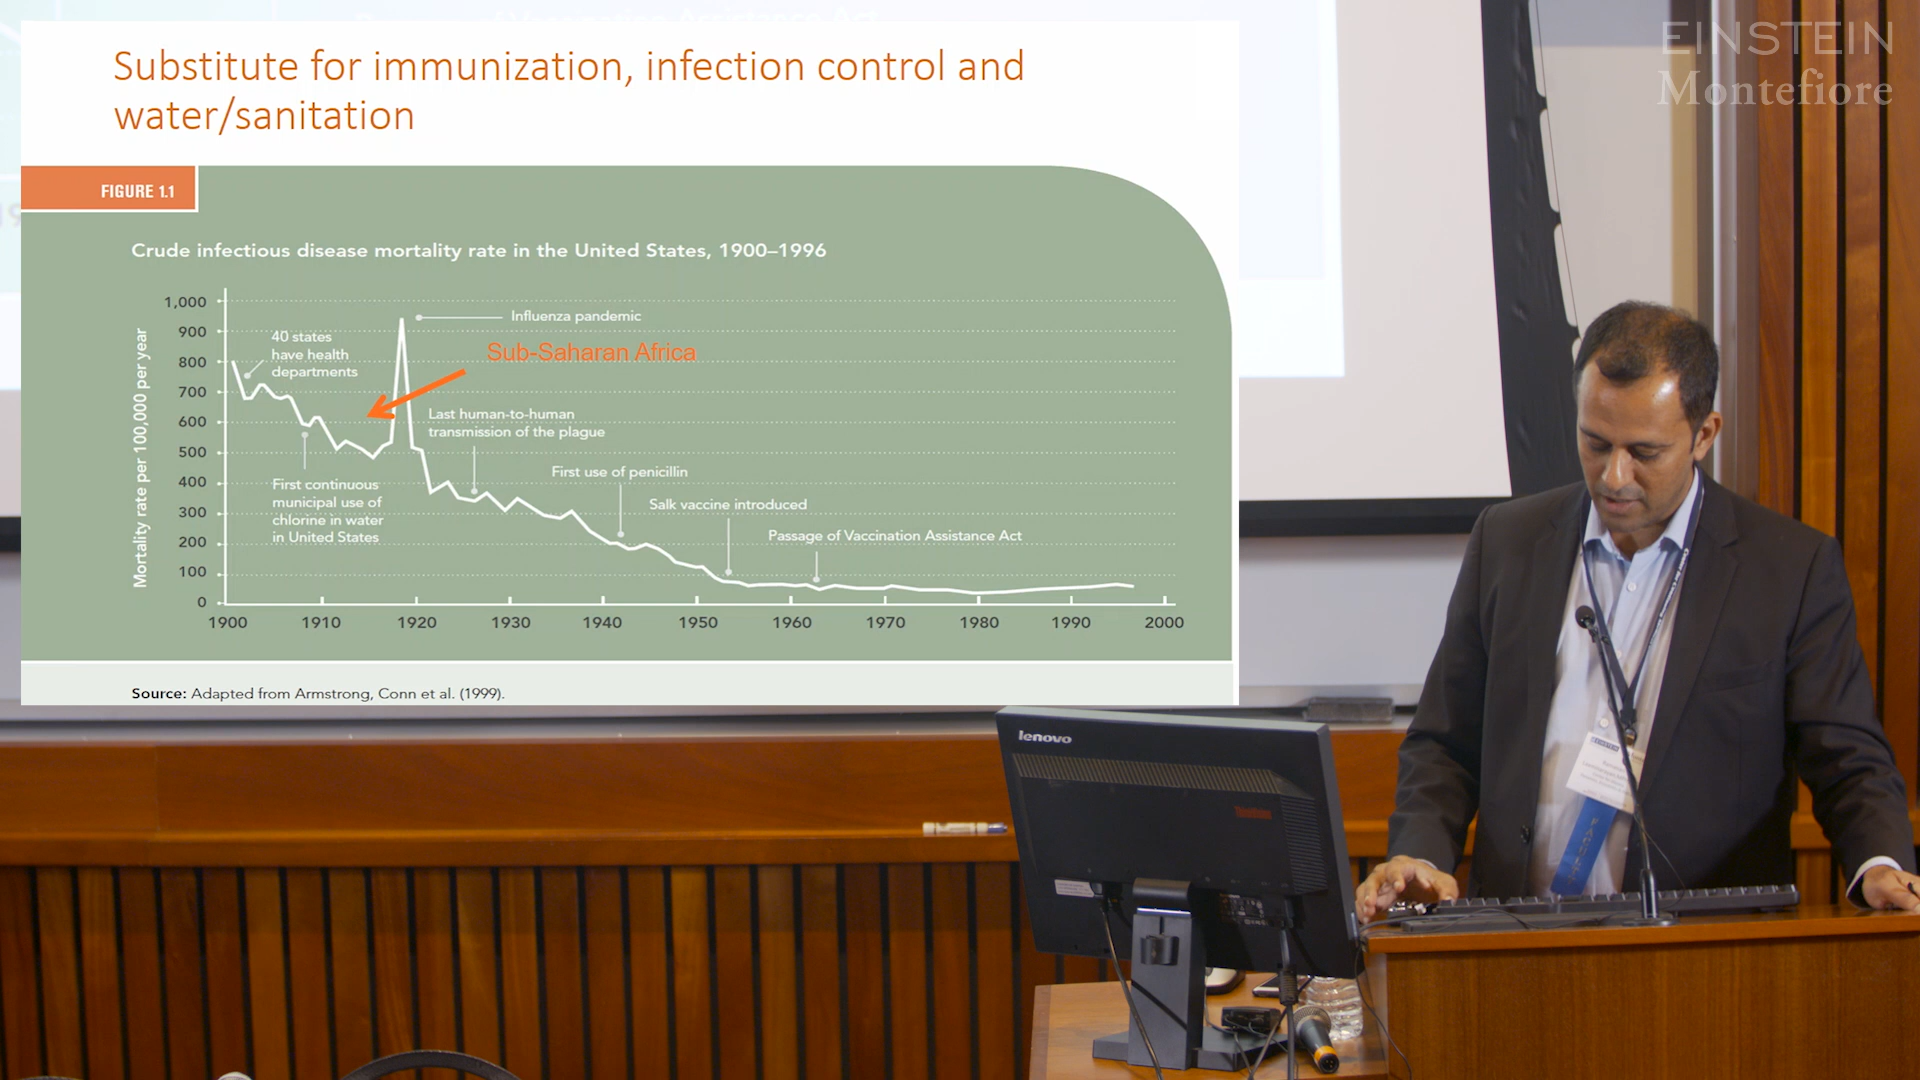 EINSTEIN
Montefiore
Substitute for immunization, infection control and
water/sanitation
FIGURE 1.1
Crude infectious disease mortality rate in the United States, 1900–1996
Mortality rate per 100,000 per year
1,000
900
800
700
600
500
400
300
200
100
0
40 states
have health
departments
Influenza pandemic
Sub-Saharan Africa
Last human-to-human
transmission of the plague
First use of penicillin
First continuous
municipal use of
chlorine in water
in United States
Salk vaccine introduced
Passage of Vaccination Assistance Act
1900
1910
1920
1930
1940
1950
1960
1970
1980
1990
2000
Source: Adapted from Armstrong, Conn et al. (1999).
lenovo